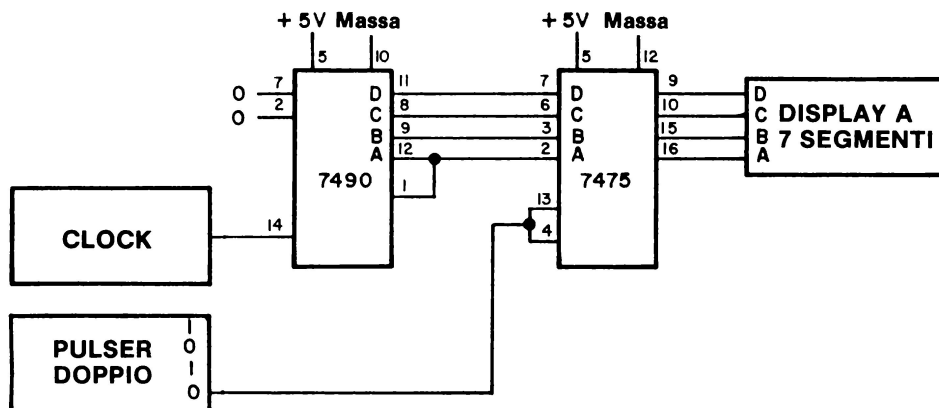 + 5V Massa
5 10
+ 5V Massa
5 12
0 7 D 11 7 D 9 D
0 2 C 8 6 C 10 C
B 9 3 B 15 B
A 12 2 A 16 A
DISPLAY A
7 SEGMENTI
7490 7475
1 13
4
CLOCK 14
PULSER
DOPPIO
1
0
1
0